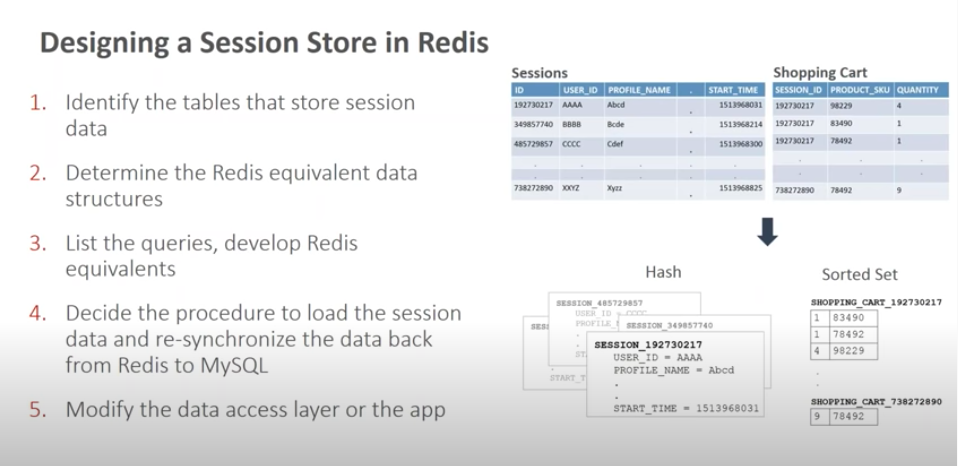 Designing a Session Store in Redis
1. Identify the tables that store session
data
2. Determine the Redis equivalent data
structures
3. List the queries, develop Redis
equivalents
4. Decide the procedure to load the session
data and re-synchronize the data back
from Redis to MySQL
5. Modify the data access layer or the app
Sessions
ID USER_ID PROFILE_NAME . START_TIME
192730217 AAAA Abcd . 1513968031
349857740 BBBB Bcde . 1513968214
485729857 CCCC Cdef . 1513968300
. . . .
738272890 XXYZ Xyzz . 1513968825
Shopping Cart
SESSION_ID PRODUCT_SKU QUANTITY
192730217 98229 4
192730217 83490 1
192730217 78492 1
. . .
. . .
738272890 78492 9
Hash
SESSION_485729857
USER_ID = CCCC
PROFILE_
.
.
ST
SES
.
START_T
SESSION_349857740
SESSION_192730217
USER_ID = AAAA
PROFILE_NAME = Abcd
.
.
START_TIME = 1513968031
Sorted Set
SHOPPING_CART_192730217
1 83490
1 78492
4 98229
.
.
SHOPPING_CART_738272890
9 78492